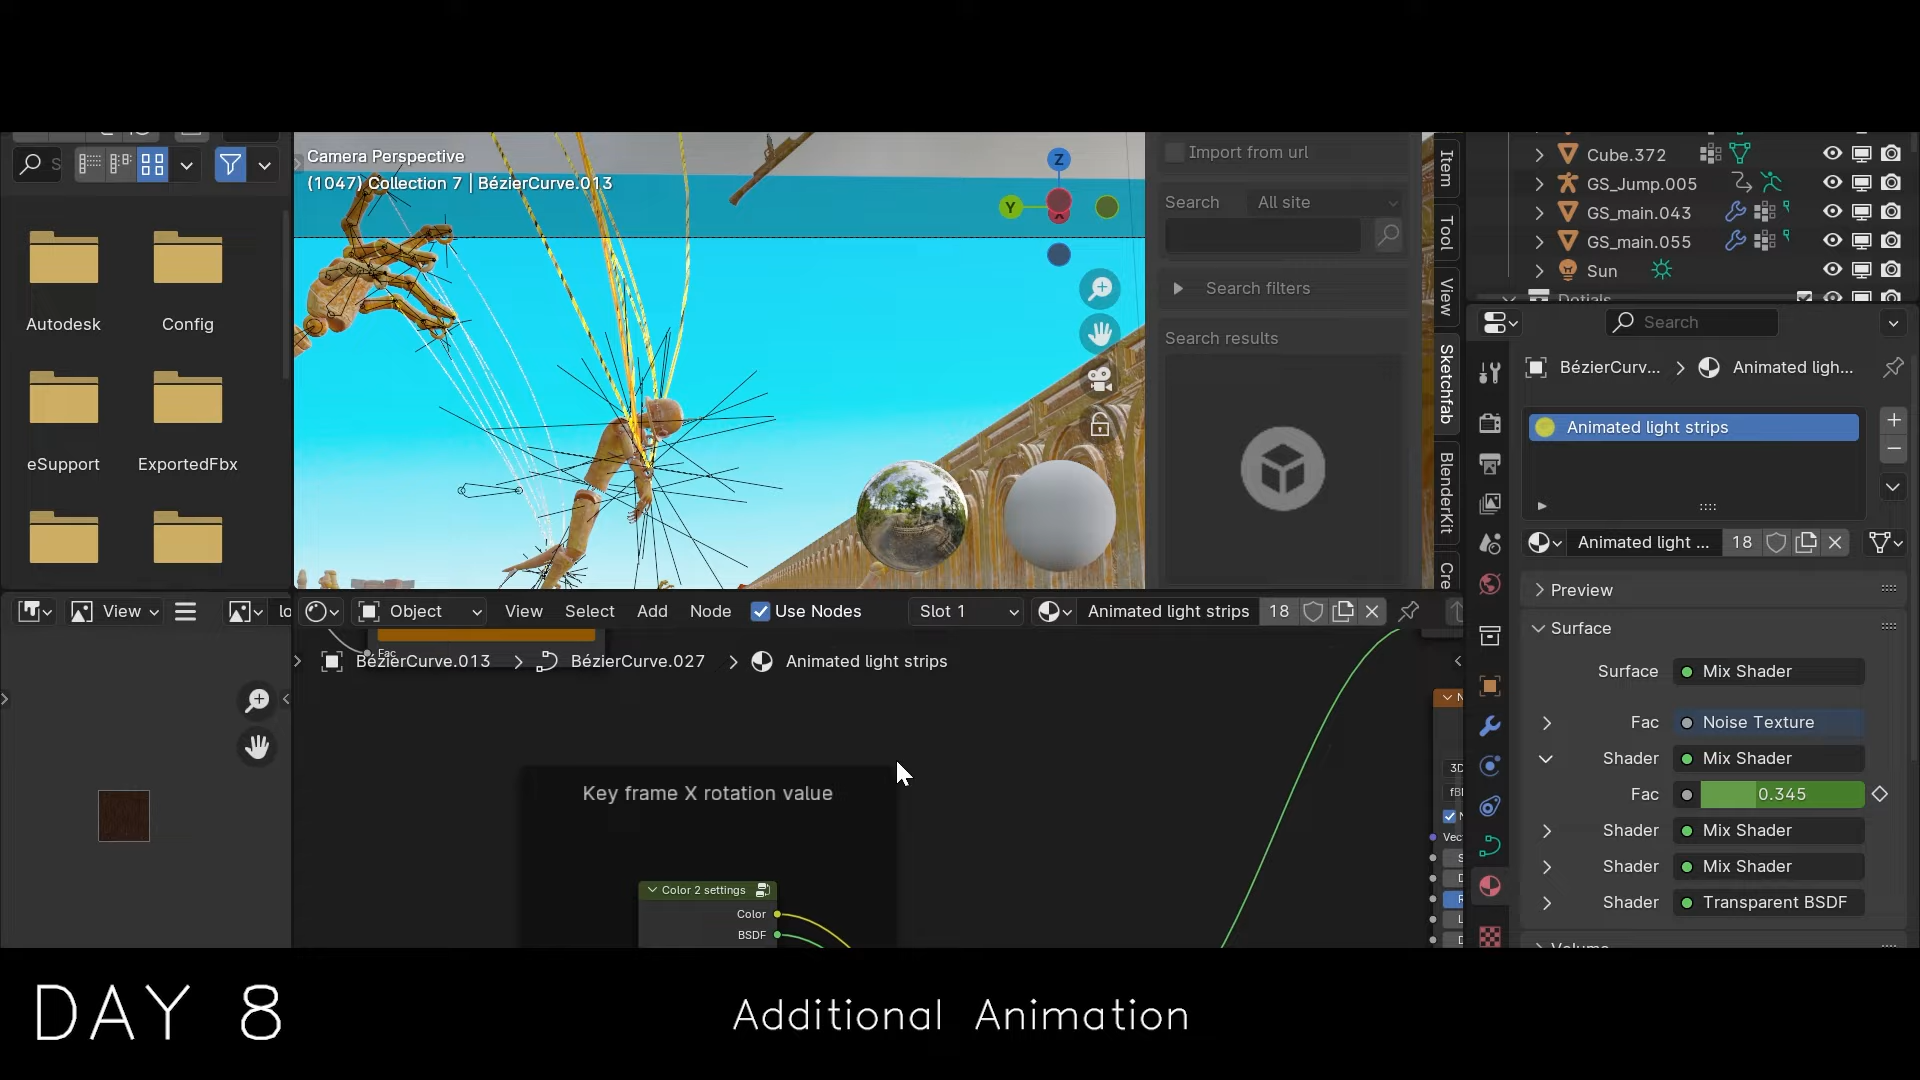 Camera Perspective
(1047) Collection 7 | BézierCurve.013
Z
Y
X
Autodesk
Config
eSupport
ExportedFbx
Import from url
Search
All site
Search filters
Search results
Item
Tool
View
Sketchfab
BlenderKit
Cre
Cube.372
GS_Jump.005
GS_main.043
GS_main.055
Sun
Search
BézierCurv...
Animated ligh...
Animated light strips
Animated light ...
18
Preview
Surface
Surface
Mix Shader
Fac
Noise Texture
Shader
Mix Shader
Fac
0.345
Shader
Mix Shader
Shader
Mix Shader
Shader
Transparent BSDF
View
lo
Object
View
Select
Add
Node
Use Nodes
Slot 1
Animated light strips
18
Fac
BézierCurve.013
BézierCurve.027
Animated light strips
Key frame X rotation value
Color 2 settings
Color
BSDF
3D
Vec
DAY 8
Additional Animation